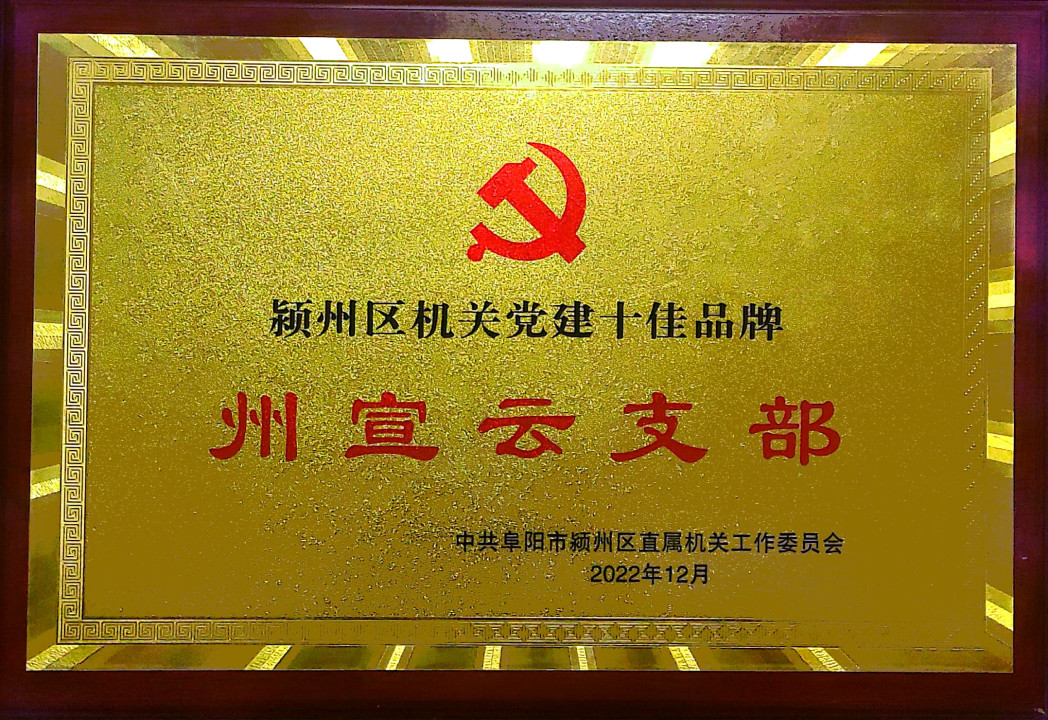 颍州区机关党建十佳品牌
州宣云支部
中共阜阳市颍州区直属机关工作委员会
2022年12月